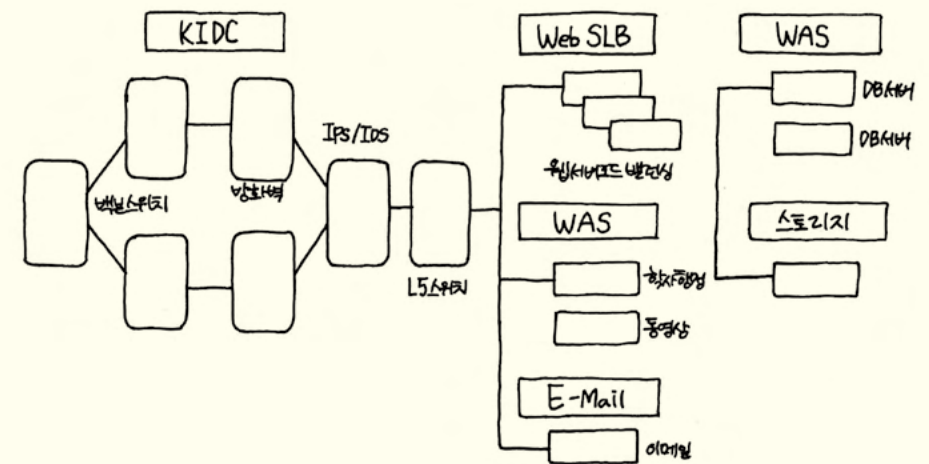 KIDC
Web SLB
WAS
DB서버
DB서버
IPS/IDS
백본스위치
방화벽
웹서버로드 밸런싱
WAS
스토리지
L5스위치
학사행정
동영상
E-Mail
이메일